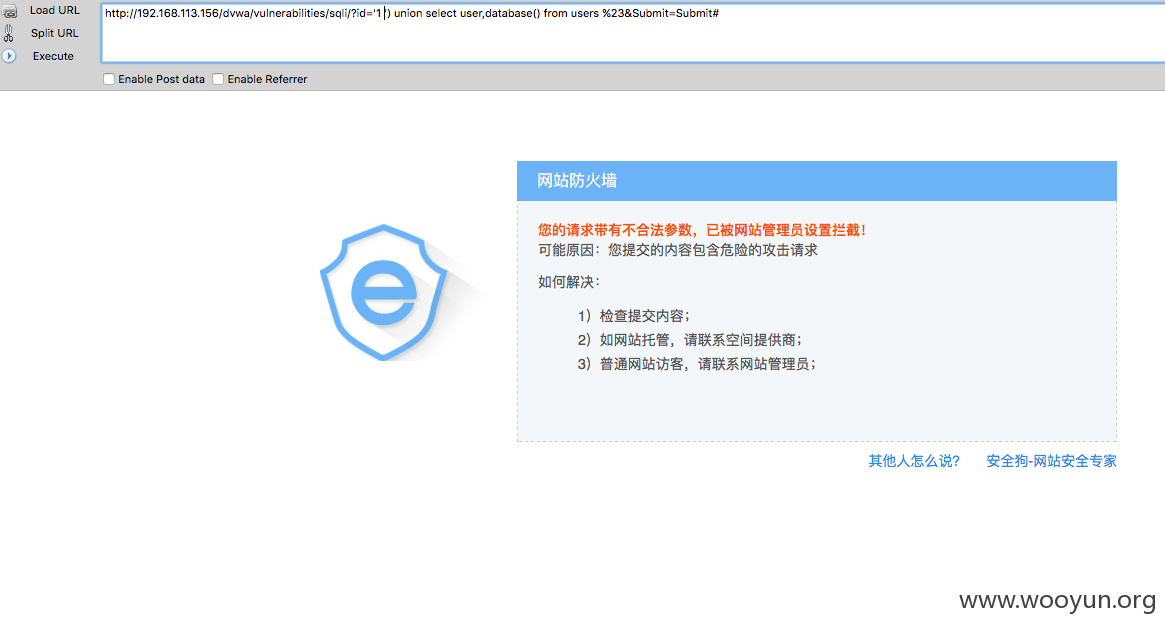 Load URL
http://192.168.113.156/dvwa/vulnerabilities/sqli/?id='1 ') union select user,database() from users %23&Submit=Submit#
Split URL
Execute
Enable Post data Enable Referrer
网站防火墙
您的请求带有不合法参数，已被网站管理员设置拦截！
可能原因：您提交的内容包含危险的攻击请求
如何解决：
1）检查提交内容；
2）如网站托管，请联系空间提供商；
3）普通网站访客，请联系网站管理员；
其他人怎么说? 安全狗-网站安全专家
www.wooyun.org